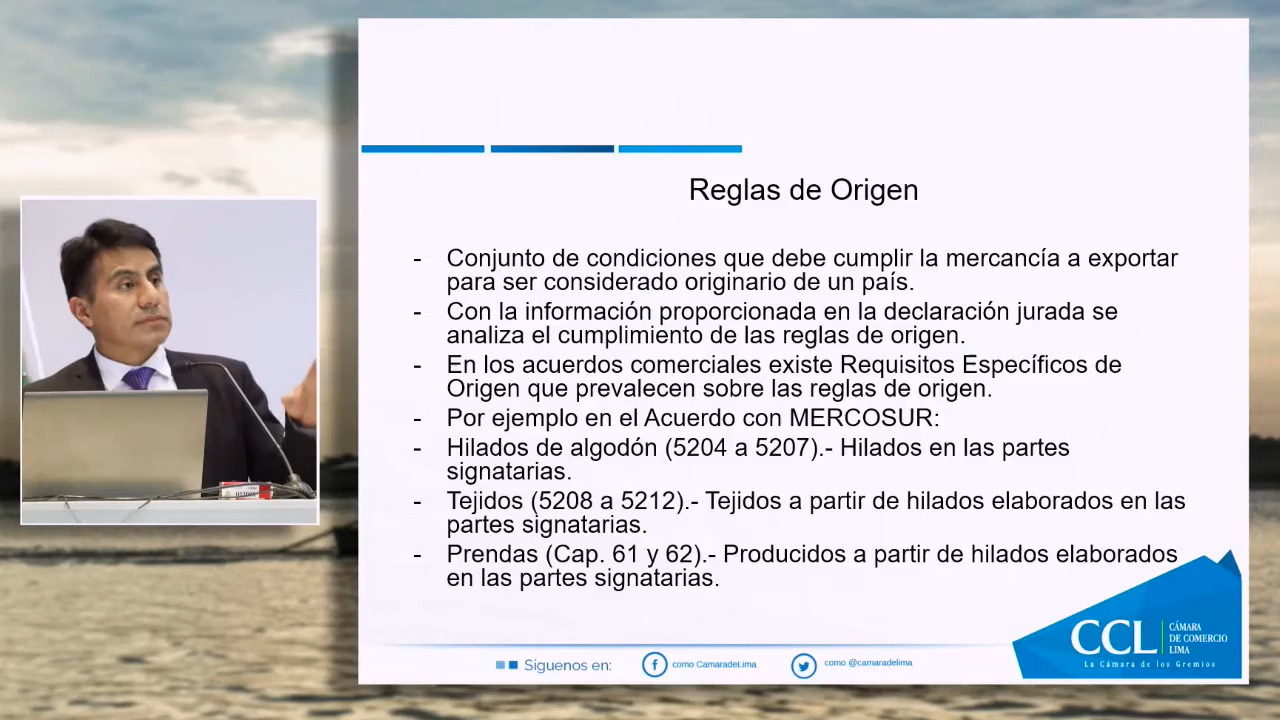 Reglas de Origen
- Conjunto de condiciones que debe cumplir la mercancía a exportar
para ser considerado originario de un país.
- Con la información proporcionada en la declaración jurada se
analiza el cumplimiento de las reglas de origen.
- En los acuerdos comerciales existe Requisitos Específicos de
Origen que prevalecen sobre las reglas de origen.
- Por ejemplo en el Acuerdo con MERCOSUR:
- Hilados de algodón (5204 a 5207).- Hilados en las partes
signatarias.
- Tejidos (5208 a 5212).- Tejidos a partir de hilados elaborados en las
partes signatarias.
- Prendas (Cap. 61 y 62).- Producidos a partir de hilados elaborados
en las partes signatarias.
Síguenos en:
como CamaradeLima
como @camaradelima
CCL
CÁMARA
DE COMERCIO
LIMA
La Cámara de los Gremios